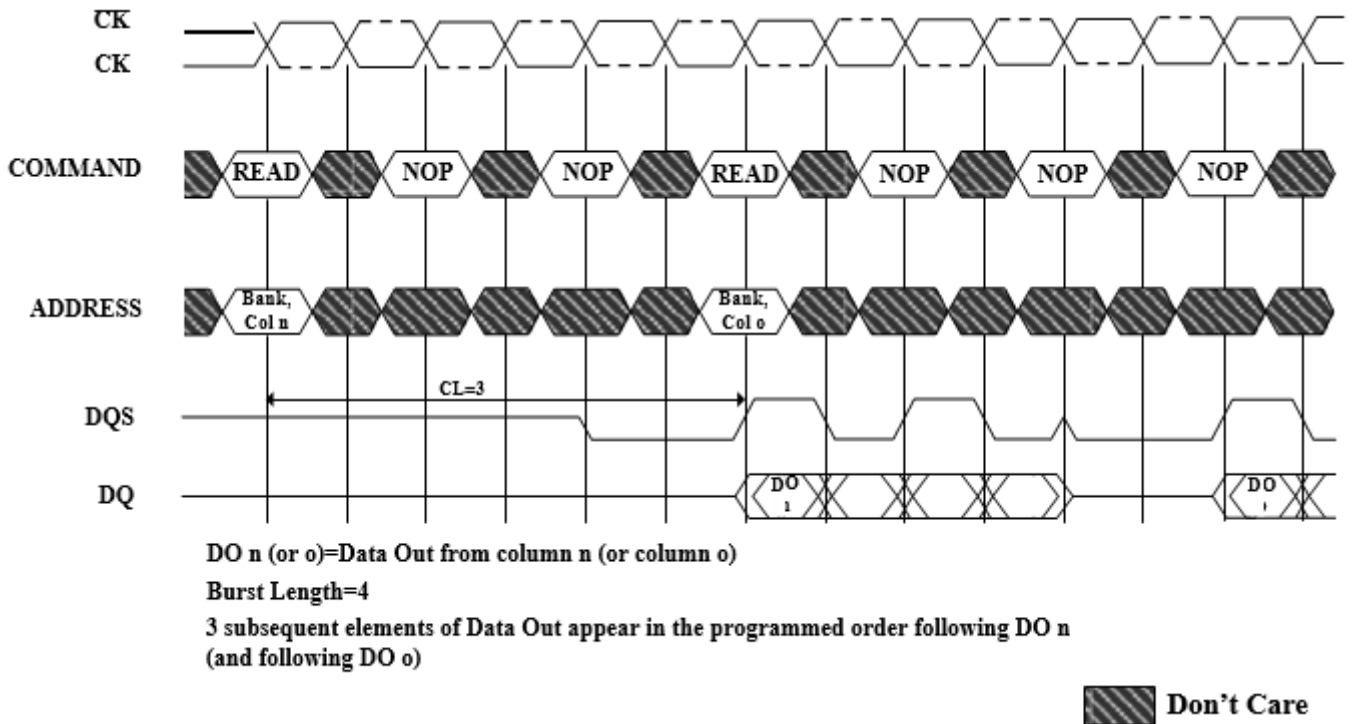 CK
CK
COMMAND
READ NOP NOP READ NOP NOP NOP
ADDRESS
Bank, Col n
Bank, Col o
CL=3
DQS
DQ
DO
DO
DO n (or o)=Data Out from column n (or column o)
Burst Length=4
3 subsequent elements of Data Out appear in the programmed order following DO n
(and following DO o)
Don't Care